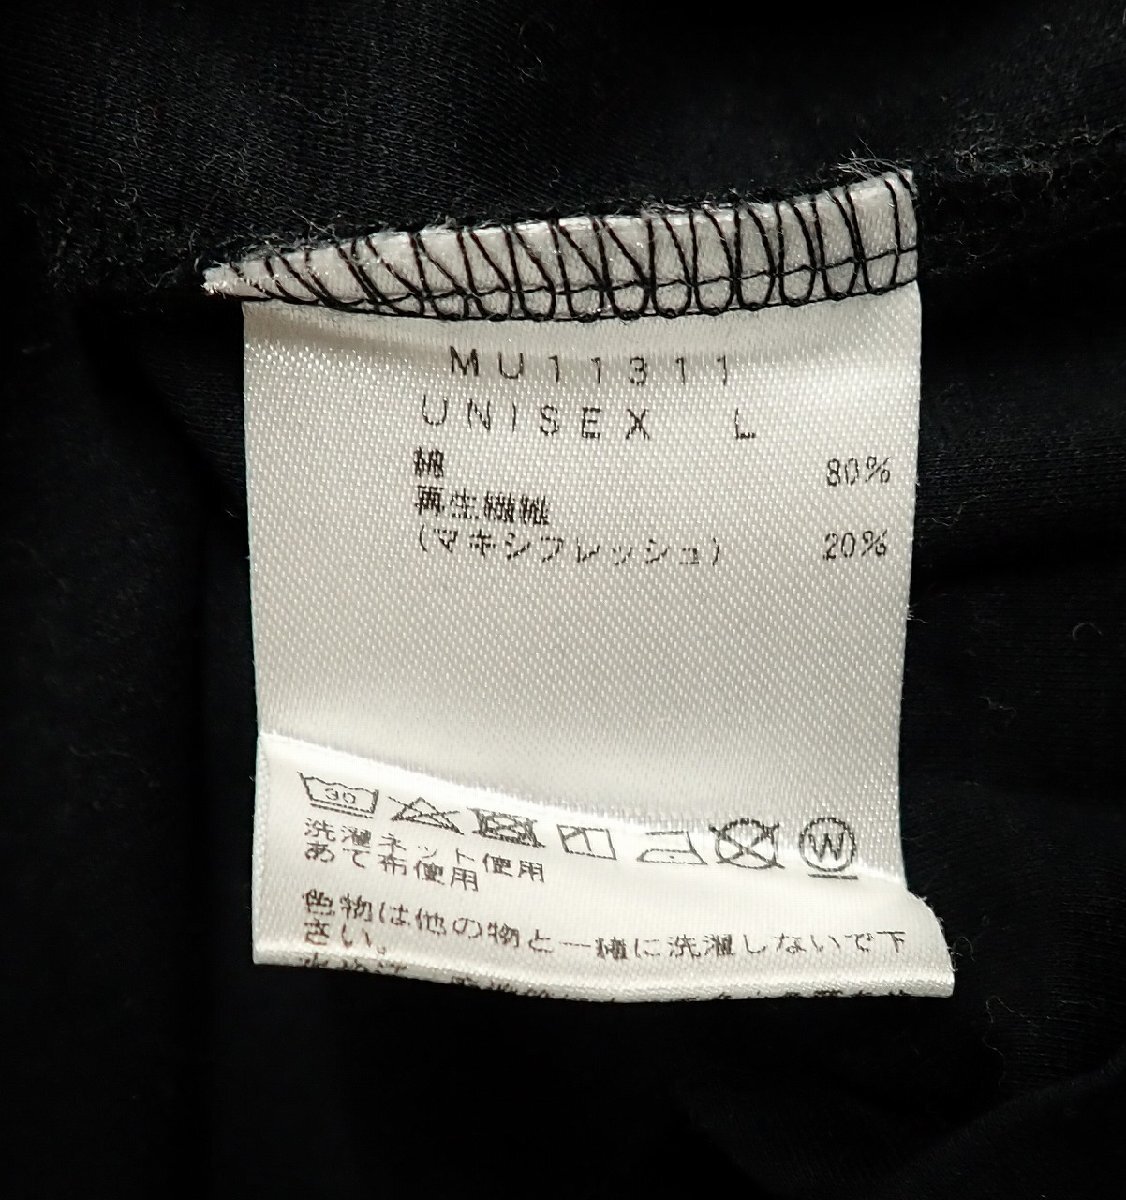 MU11311
UNISEX L
綿 80%
再生繊維
(マキシフレッシュ) 20%
30
W
洗濯ネット使用
あて布使用
色物は他の物と一緒に洗濯しないで下
さい。